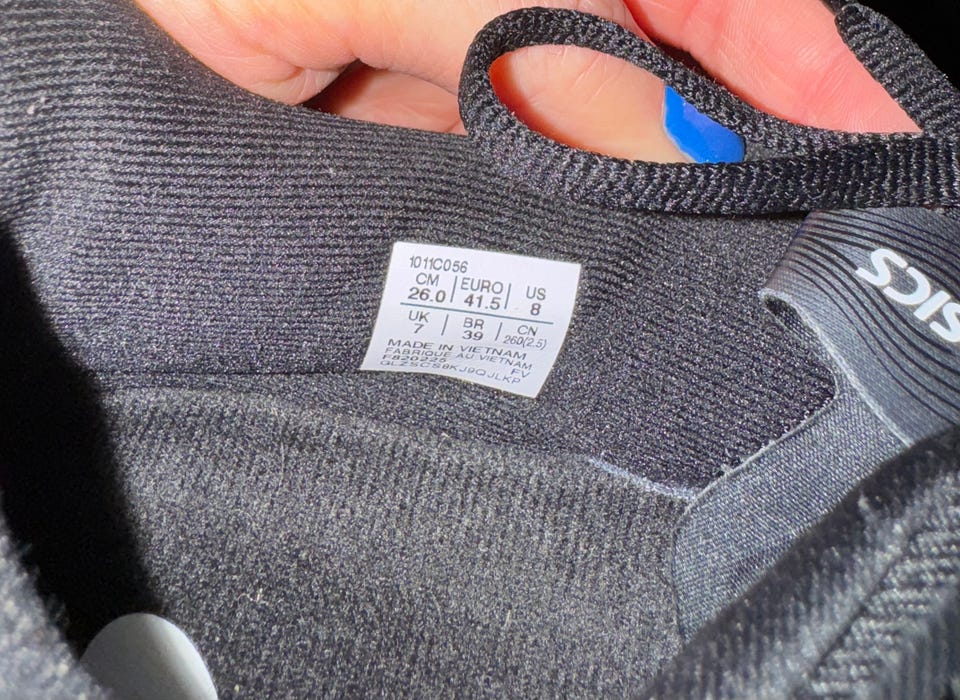 1011C056
CM | EURO | US
26.0 | 41.5 | 8
UK | BR | CN
7 | 39 | 260(2.5)
MADE IN VIETNAM
FABRIQUE AU VIETNAM
F820225 FV
GLZSCS8KJ9QJLKP
SICS